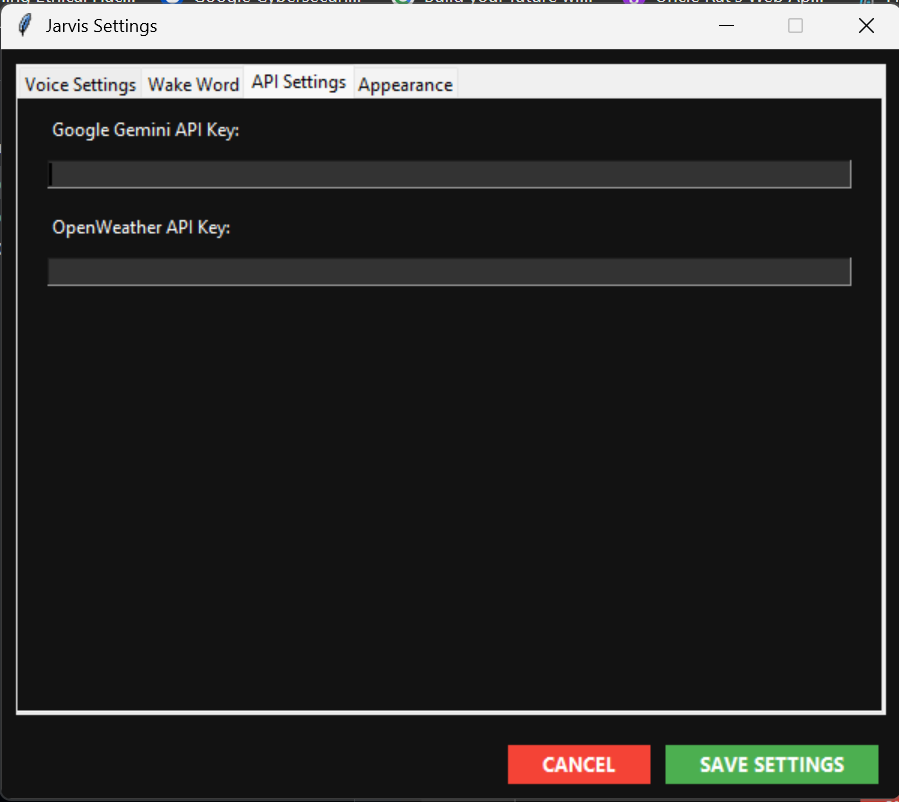 Jarvis Settings
Voice Settings Wake Word API Settings Appearance
Google Gemini API Key:
OpenWeather API Key:
CANCEL SAVE SETTINGS